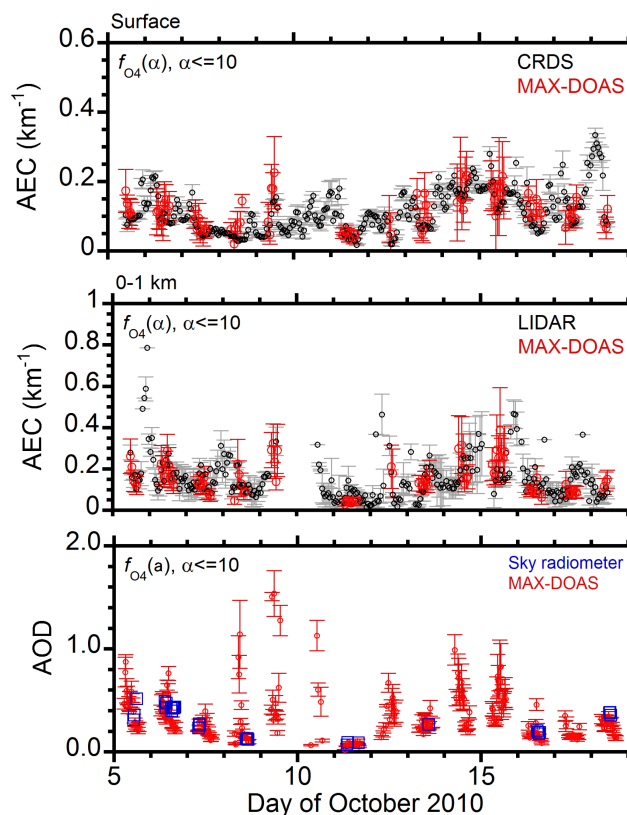 Surface
0.6
f_O4(α), α<=10
CRDS
MAX-DOAS
0.4
AEC (km⁻¹)
0.2
0
0-1 km
1
f_O4(α), α<=10
LIDAR
MAX-DOAS
0.8
0.6
AEC (km⁻¹)
0.4
0.2
0
2.0
f_O4(a), α<=10
Sky radiometer
MAX-DOAS
AOD
1.0
0.0
5 10 15
Day of October 2010